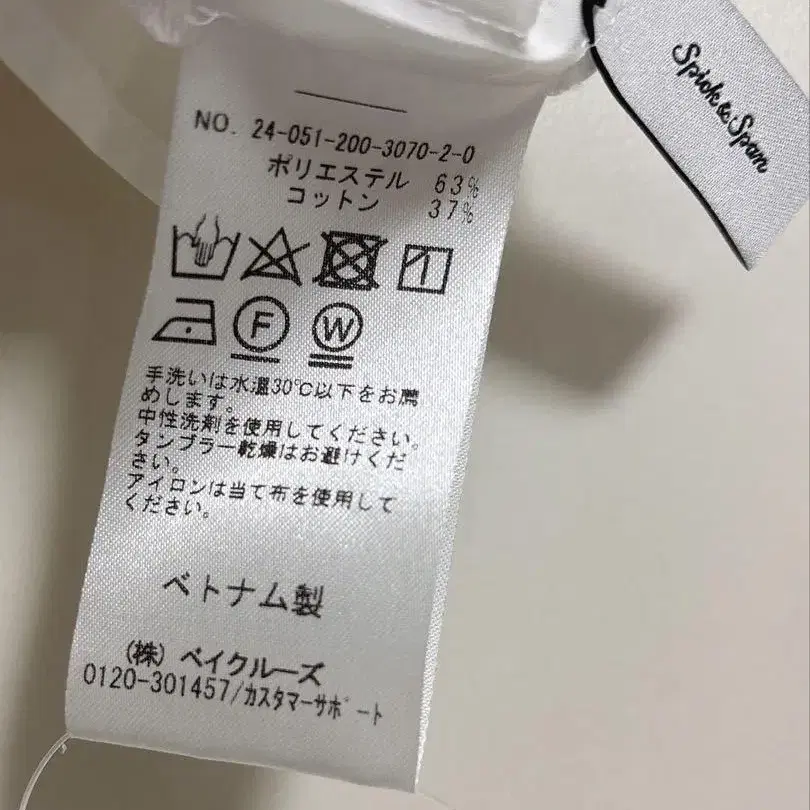 Spick & Span
NO. 24-051-200-3070-2-0
ポリエステル 63%
コットン 37%
F
W
手洗いは水温30℃以下をお薦
めします。
中性洗剤を使用してください。
タンブラー乾燥はお避けくだ
さい。
アイロンは当て布を使用して
ください。
ベトナム製
(株) ベイクルーズ
0120-301457/カスタマーサポート